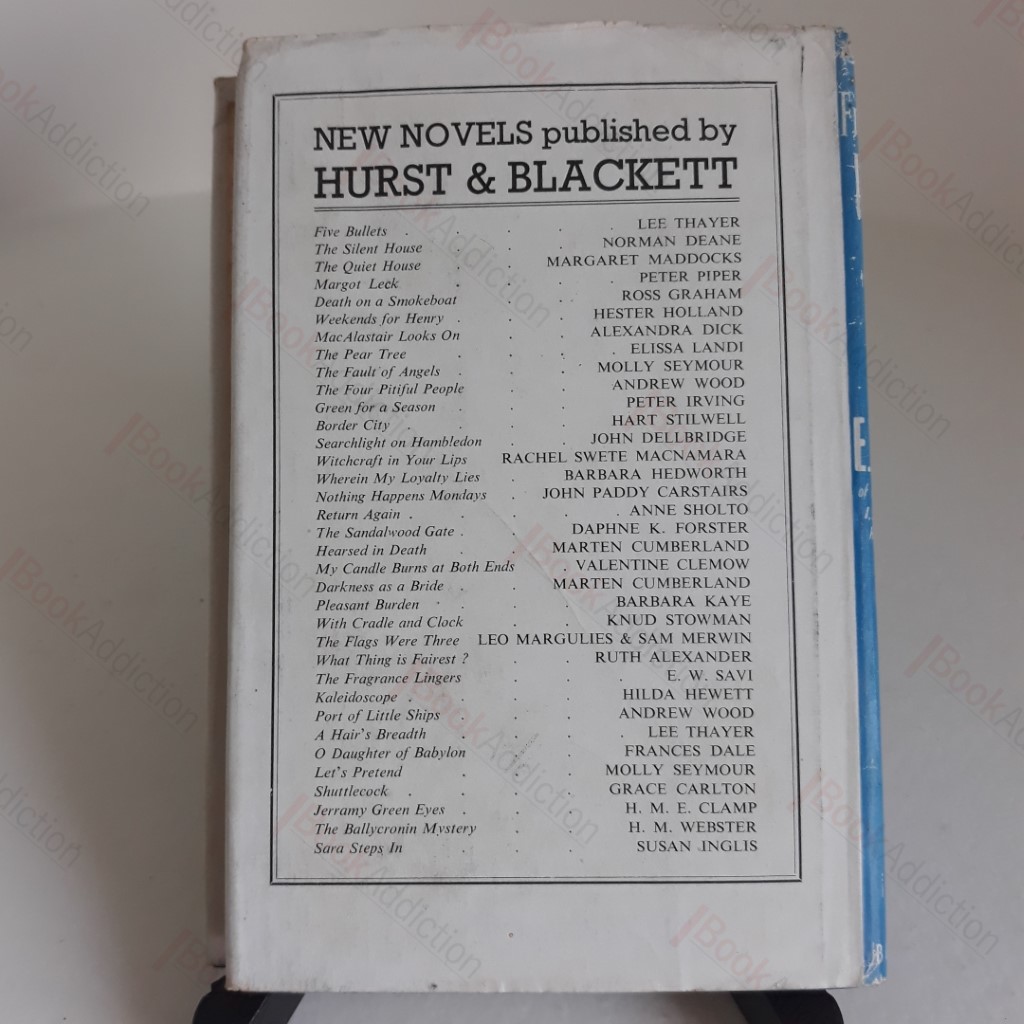 NEW NOVELS published by
HURST & BLACKETT
Five Bullets . . . . . LEE THAYER
The Silent House . . . NORMAN DEANE
The Quiet House . . MARGARET MADDOCKS
Margot Leck . . . . PETER PIPER
Death on a Smokeboat . . ROSS GRAHAM
Weekends for Henry . . . HESTER HOLLAND
MacAlastair Looks On . . ALEXANDRA DICK
The Pear Tree . . . . ELISSA LANDI
The Fault of Angels . . . MOLLY SEYMOUR
The Four Pitiful People . . ANDREW WOOD
Green for a Season . . . PETER IRVING
Border City . . . . HART STILWELL
Searchlight on Hambledon . JOHN DELLBRIDGE
Witchcraft in Your Lips RACHEL SWETE MACNAMARA
Wherein My Loyalty Lies . BARBARA HEDWORTH
Nothing Happens Mondays . JOHN PADDY CARSTAIRS
Return Again . . . . . ANNE SHOLTO
The Sandalwood Gate . . DAPHNE K. FORSTER
Hearsed in Death . . MARTEN CUMBERLAND
My Candle Burns at Both Ends . VALENTINE CLEMOW
Darkness as a Bride . . MARTEN CUMBERLAND
Pleasant Burden . . . BARBARA KAYE
With Cradle and Clock . . KNUD STOWMAN
The Flags Were Three LEO MARGULIES & SAM MERWIN
What Thing is Fairest ? . . RUTH ALEXANDER
The Fragrance Lingers . . . E. W. SAVI
Kaleidoscope . . . . HILDA HEWETT
Port of Little Ships . . . ANDREW WOOD
A Hair's Breadth . . . . LEE THAYER
O Daughter of Babylon . . FRANCES DALE
Let's Pretend . . . MOLLY SEYMOUR
Shuttlecock . . . . GRACE CARLTON
Jerramy Green Eyes . . . H. M. E. CLAMP
The Ballycronin Mystery . . H. M. WEBSTER
Sara Steps In . . . SUSAN INGLIS
BookAddiction